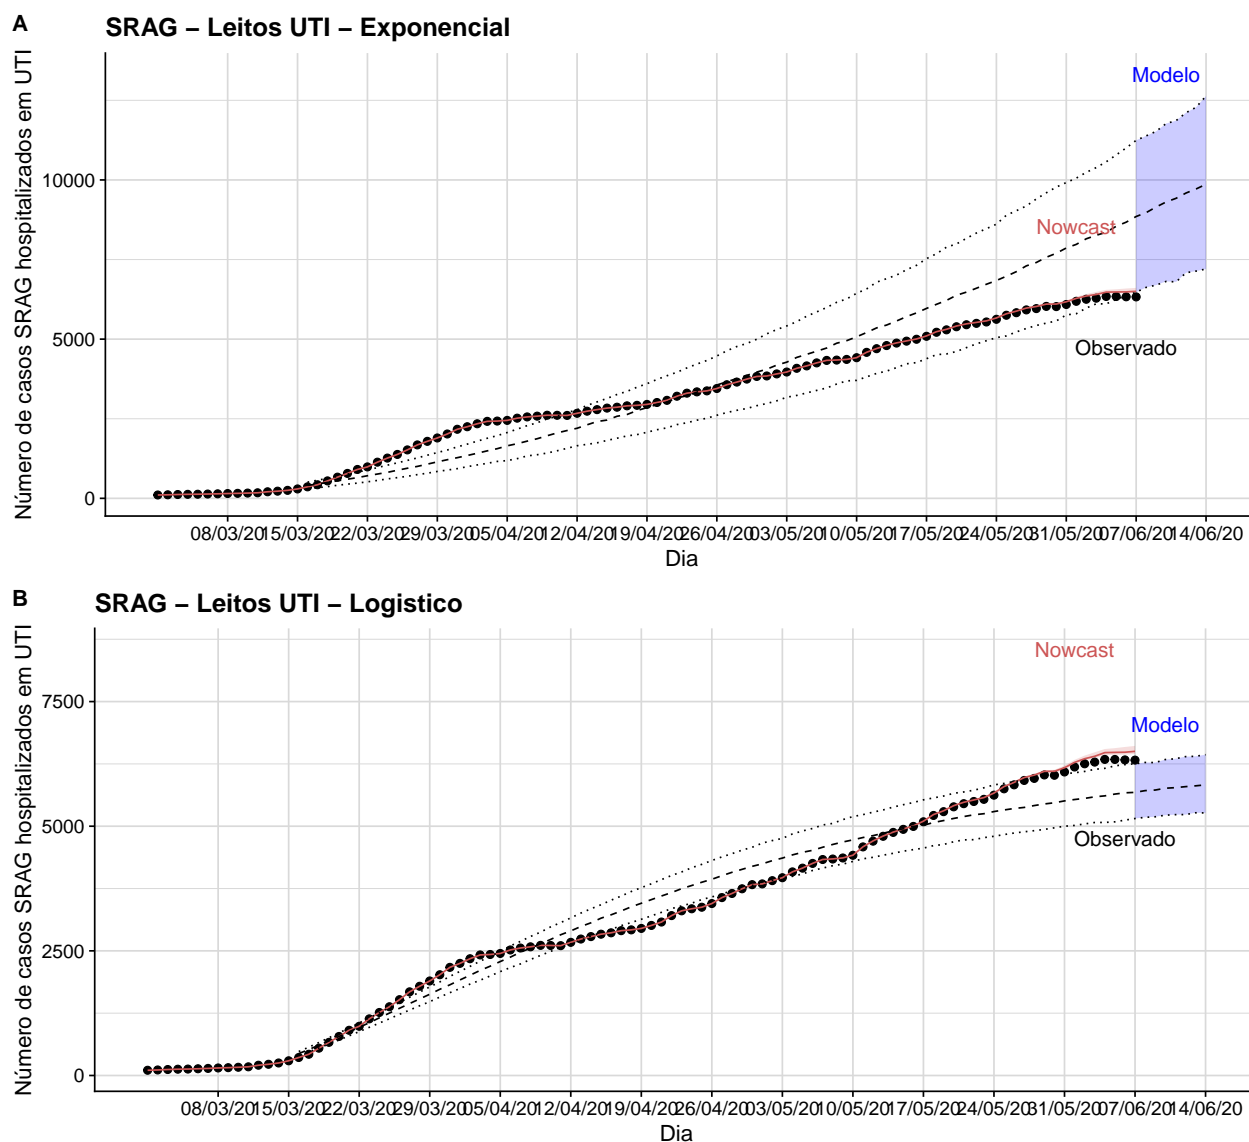 A
SRAG – Leitos UTI – Exponencial
Número de casos SRAG hospitalizados em UTI
10000
5000
0
Modelo
Nowcast
Observado
08/03/20 15/03/20 22/03/20 29/03/20 05/04/20 12/04/20 19/04/20 26/04/20 03/05/20 10/05/20 17/05/20 24/05/20 31/05/20 07/06/20 14/06/20
Dia
B
SRAG – Leitos UTI – Logistico
Número de casos SRAG hospitalizados em UTI
7500
5000
2500
0
Nowcast
Modelo
Observado
08/03/20 15/03/20 22/03/20 29/03/20 05/04/20 12/04/20 19/04/20 26/04/20 03/05/20 10/05/20 17/05/20 24/05/20 31/05/20 07/06/20 14/06/20
Dia